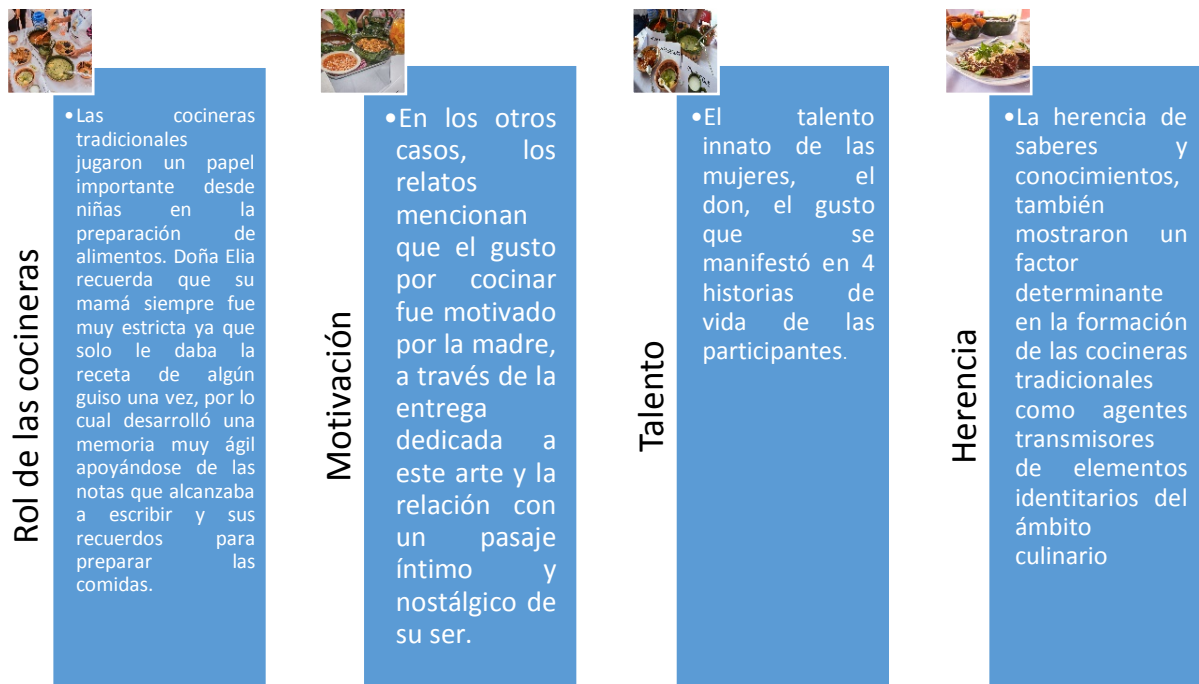 Rol de las cocineras
•Las cocineras
tradicionales
jugaron un papel
importante desde
niñas en la
preparación de
alimentos. Doña Elia
recuerda que su
mamá siempre fue
muy estricta ya que
solo le daba la
receta de algún
guiso una vez, por lo
cual desarrolló una
memoria muy ágil
apoyándose de las
notas que alcanzaba
a escribir y sus
recuerdos para
preparar las
comidas.
Motivación
•En los otros
casos, los
relatos
mencionan
que el gusto
por cocinar
fue motivado
por la madre,
a través de la
entrega
dedicada a
este arte y la
relación con
un pasaje
íntimo y
nostálgico de
su ser.
Talento
•El talento
innato de las
mujeres, el
don, el gusto
que se
manifestó en 4
historias de
vida de las
participantes.
Herencia
•La herencia de
saberes y
conocimientos,
también
mostraron un
factor
determinante
en la formación
de las cocineras
tradicionales
como agentes
transmisores
de elementos
identitarios del
ámbito
culinario